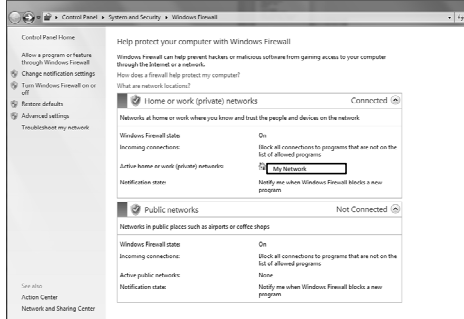 Control Panel ▸ System and Security ▸ Windows Firewall
Control Panel Home
Allow a program or feature
through Windows Firewall
Change notification settings
Turn Windows Firewall on or
off
Restore defaults
Advanced settings
Troubleshoot my network
See also
Action Center
Network and Sharing Center
Help protect your computer with Windows Firewall
Windows Firewall can help prevent hackers or malicious software from gaining access to your computer
through the Internet or a network.
How does a firewall help protect my computer?
What are network locations?
Home or work (private) networks Connected
Networks at home or work where you know and trust the people and devices on the network
Windows Firewall state: On
Incoming connections: Block all connections to programs that are not on the
list of allowed programs
Active home or work (private) networks: My Network
Notification state: Notify me when Windows Firewall blocks a new
program
Public networks Not Connected
Networks in public places such as airports or coffee shops
Windows Firewall state: On
Incoming connections: Block all connections to programs that are not on the
list of allowed programs
Active public networks: None
Notification state: Notify me when Windows Firewall blocks a new
program